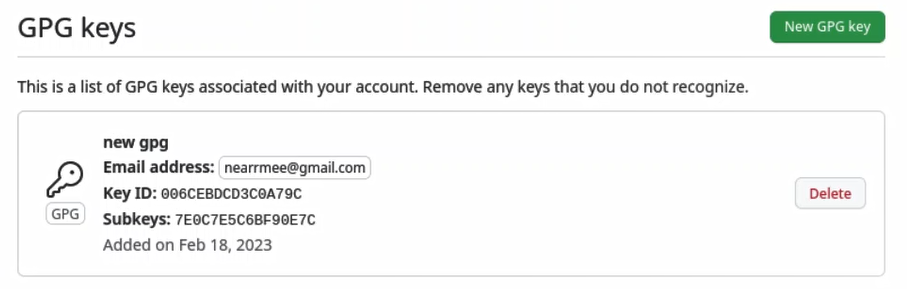 GPG keys
New GPG key
This is a list of GPG keys associated with your account. Remove any keys that you do not recognize.
new gpg
Email address: nearrmee@gmail.com
Key ID: 006CEBDCD3C0A79C
GPG
Subkeys: 7E0C7E5C6BF90E7C
Added on Feb 18, 2023
Delete